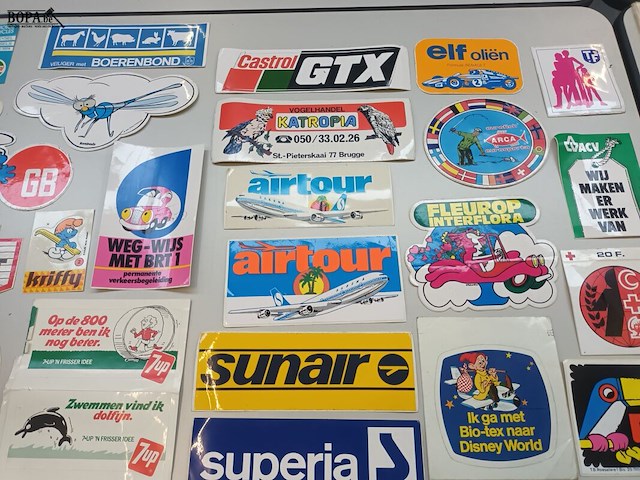 BOPA.be
VEILIGER met BOERENBOND
Castrol GTX
elf oliën
TF
VOGELHANDEL
KATROPIA
050/33.02.26
St.-Pieterskaai 77 Brugge
ARCA
ACV
WIJ
MAKEN
ER
WERK
VAN
GB
WEG-WIJS
MET BRT 1
permanente
verkeersbegeleiding
kriffy
airtour
FLEUROP
INTERFLORA
airtour
20 F.
Op de 800
meter ben ik
nog beter.
7UP 'N FRISSER IDEE
7up
Zwemmen vind ik
dolfijn.
7UP 'N FRISSER IDEE
7up
sunair
superia
Ik ga met
Bio-tex naar
Disney World